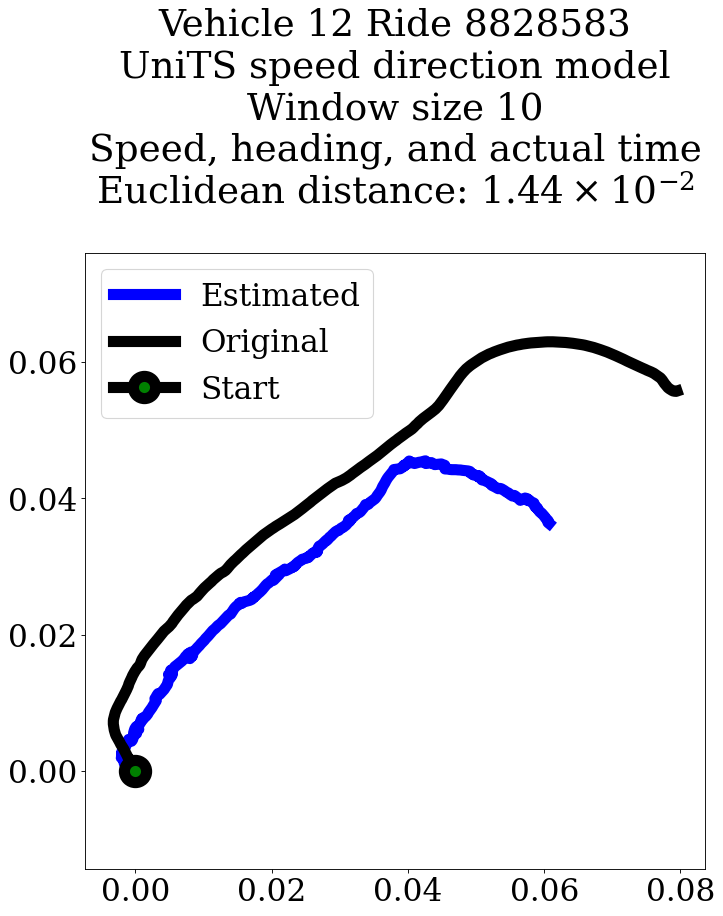 Vehicle 12 Ride 8828583
UniTS speed direction model
Window size 10
Speed, heading, and actual time
Euclidean distance: 1.44 × 10⁻²
Estimated
Original
Start
0.06
0.04
0.02
0.00
0.00 0.02 0.04 0.06 0.08